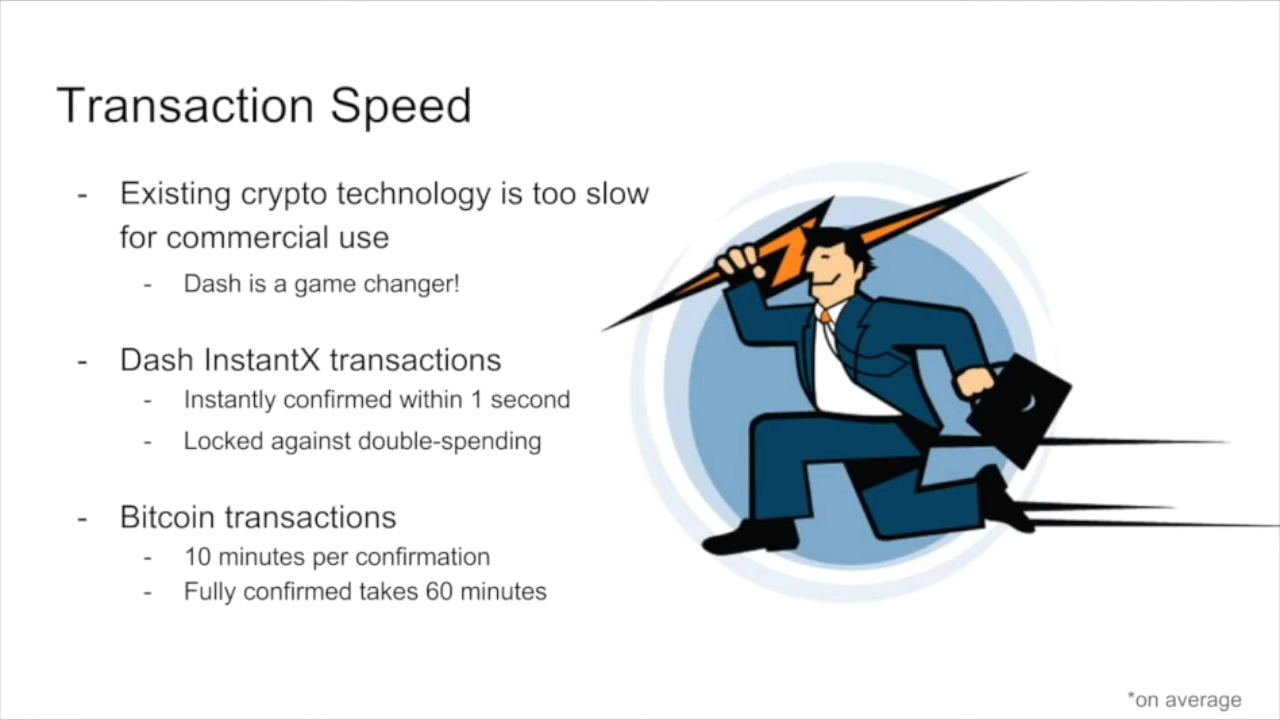 Transaction Speed
- Existing crypto technology is too slow
for commercial use
- Dash is a game changer!
- Dash InstantX transactions
- Instantly confirmed within 1 second
- Locked against double-spending
- Bitcoin transactions
- 10 minutes per confirmation
- Fully confirmed takes 60 minutes
*on average